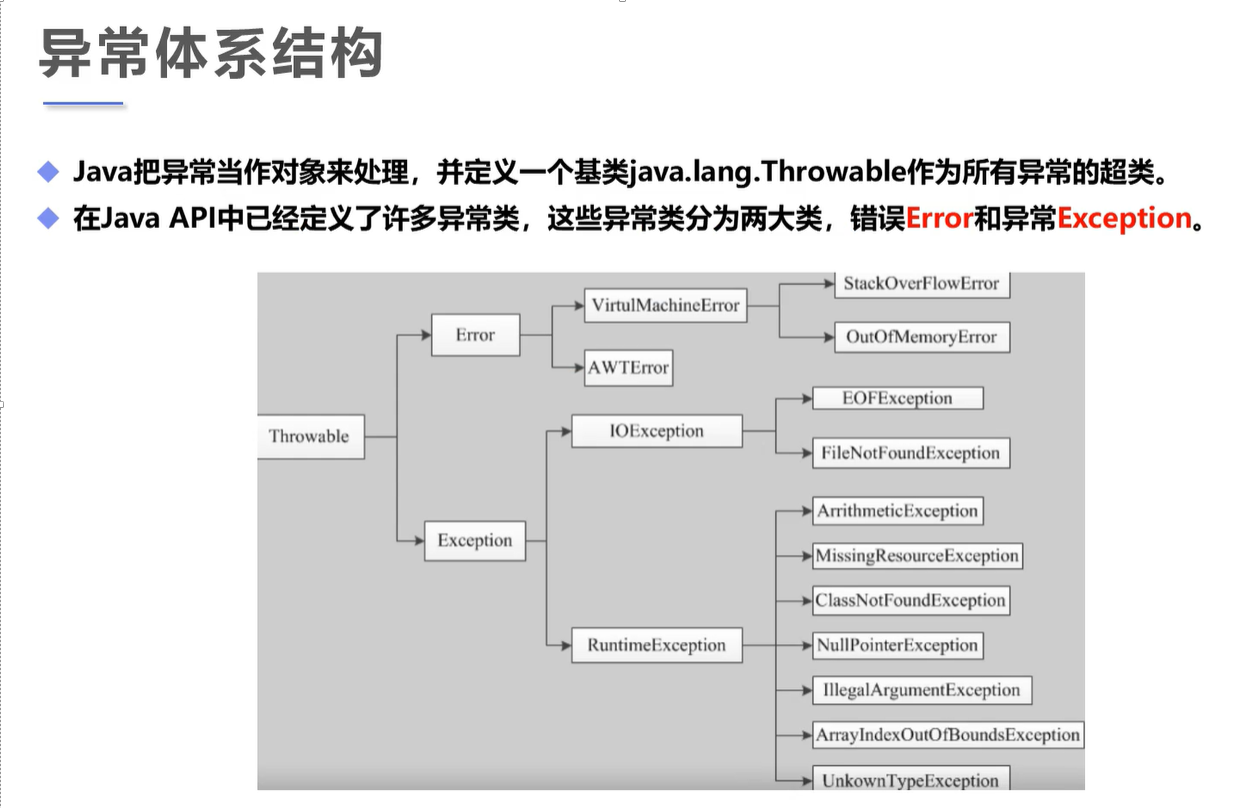 异常体系结构
Java把异常当作对象来处理，并定义一个基类java.lang.Throwable作为所有异常的超类。
在Java API中已经定义了许多异常类，这些异常类分为两大类，错误Error和异常Exception。
StackOverFlowError
VirtulMachineError
Error
OutOfMemoryError
AWTError
EOFException
IOException
Throwable
FileNotFoundException
ArrithmeticException
Exception
MissingResourceException
ClassNotFoundException
RuntimeException
NullPointerException
IllegalArgumentException
ArrayIndexOutOfBoundsException
UnkownTypeException